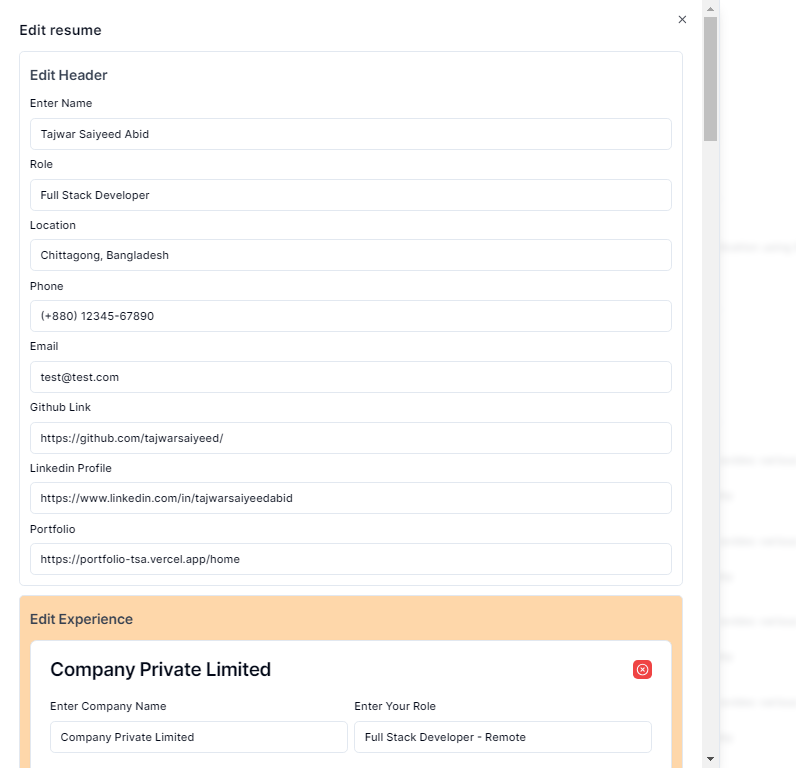 Edit resume
Edit Header
Enter Name
Tajwar Saiyeed Abid
Role
Full Stack Developer
Location
Chittagong, Bangladesh
Phone
(+880) 12345-67890
Email
test@test.com
Github Link
https://github.com/tajwarsaiyeed/
Linkedin Profile
https://www.linkedin.com/in/tajwarsaiyeedabid
Portfolio
https://portfolio-tsa.vercel.app/home
Edit Experience
Company Private Limited
Enter Company Name Enter Your Role
Company Private Limited Full Stack Developer - Remote